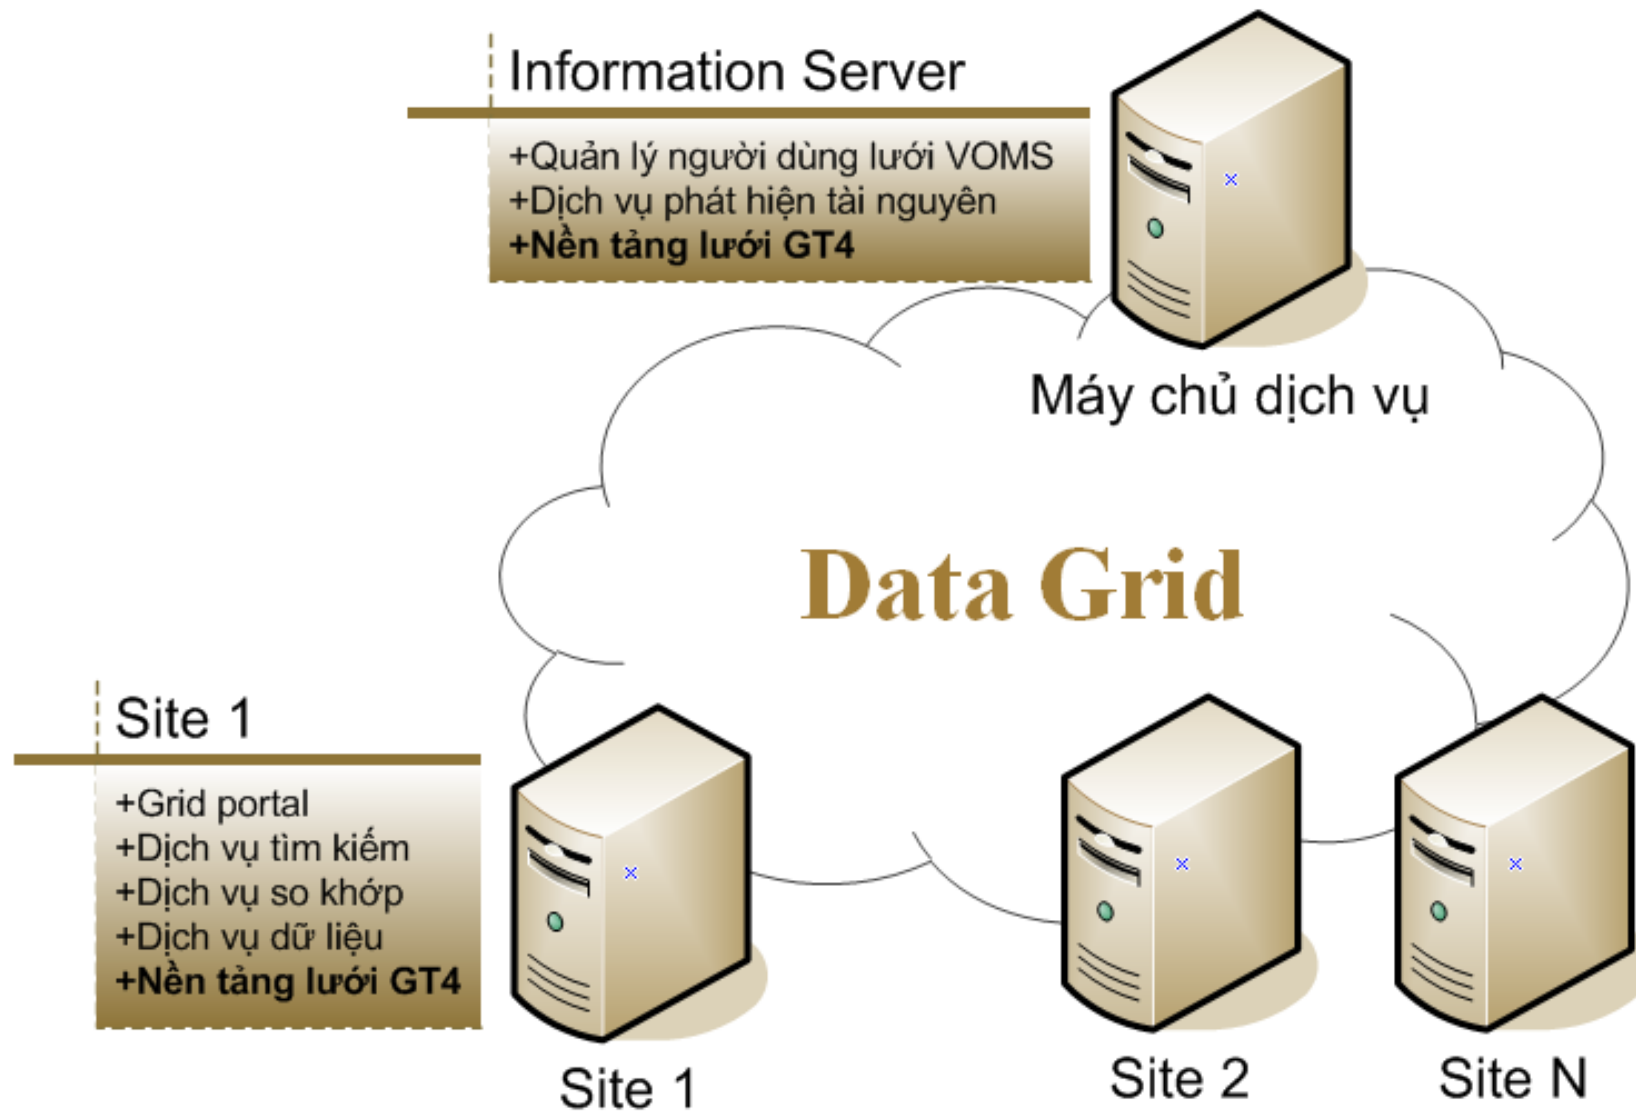 Information Server
+Quản lý người dùng lưới VOMS
+Dịch vụ phát hiện tài nguyên
+Nền tảng lưới GT4
Máy chủ dịch vụ
Data Grid
Site 1
+Grid portal
+Dịch vụ tìm kiếm
+Dịch vụ so khớp
+Dịch vụ dữ liệu
+Nền tảng lưới GT4
Site 1
Site 2
Site N